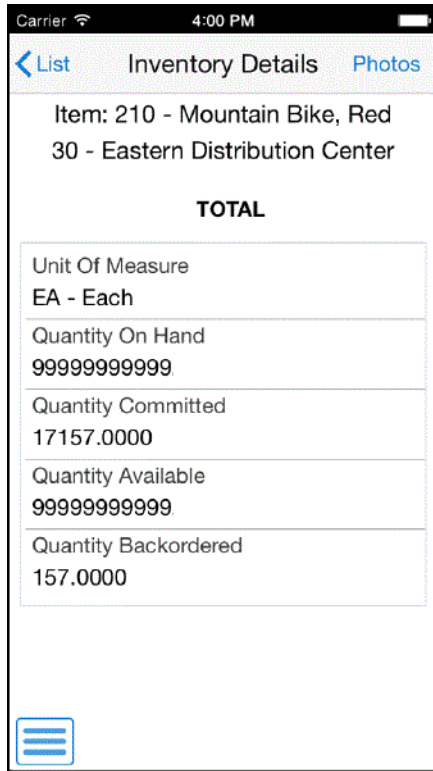 Carrier 4:00 PM
List Inventory Details Photos
Item: 210 - Mountain Bike, Red
30 - Eastern Distribution Center
TOTAL
Unit Of Measure
EA - Each
Quantity On Hand
99999999999.
Quantity Committed
17157.0000
Quantity Available
99999999999.
Quantity Backordered
157.0000